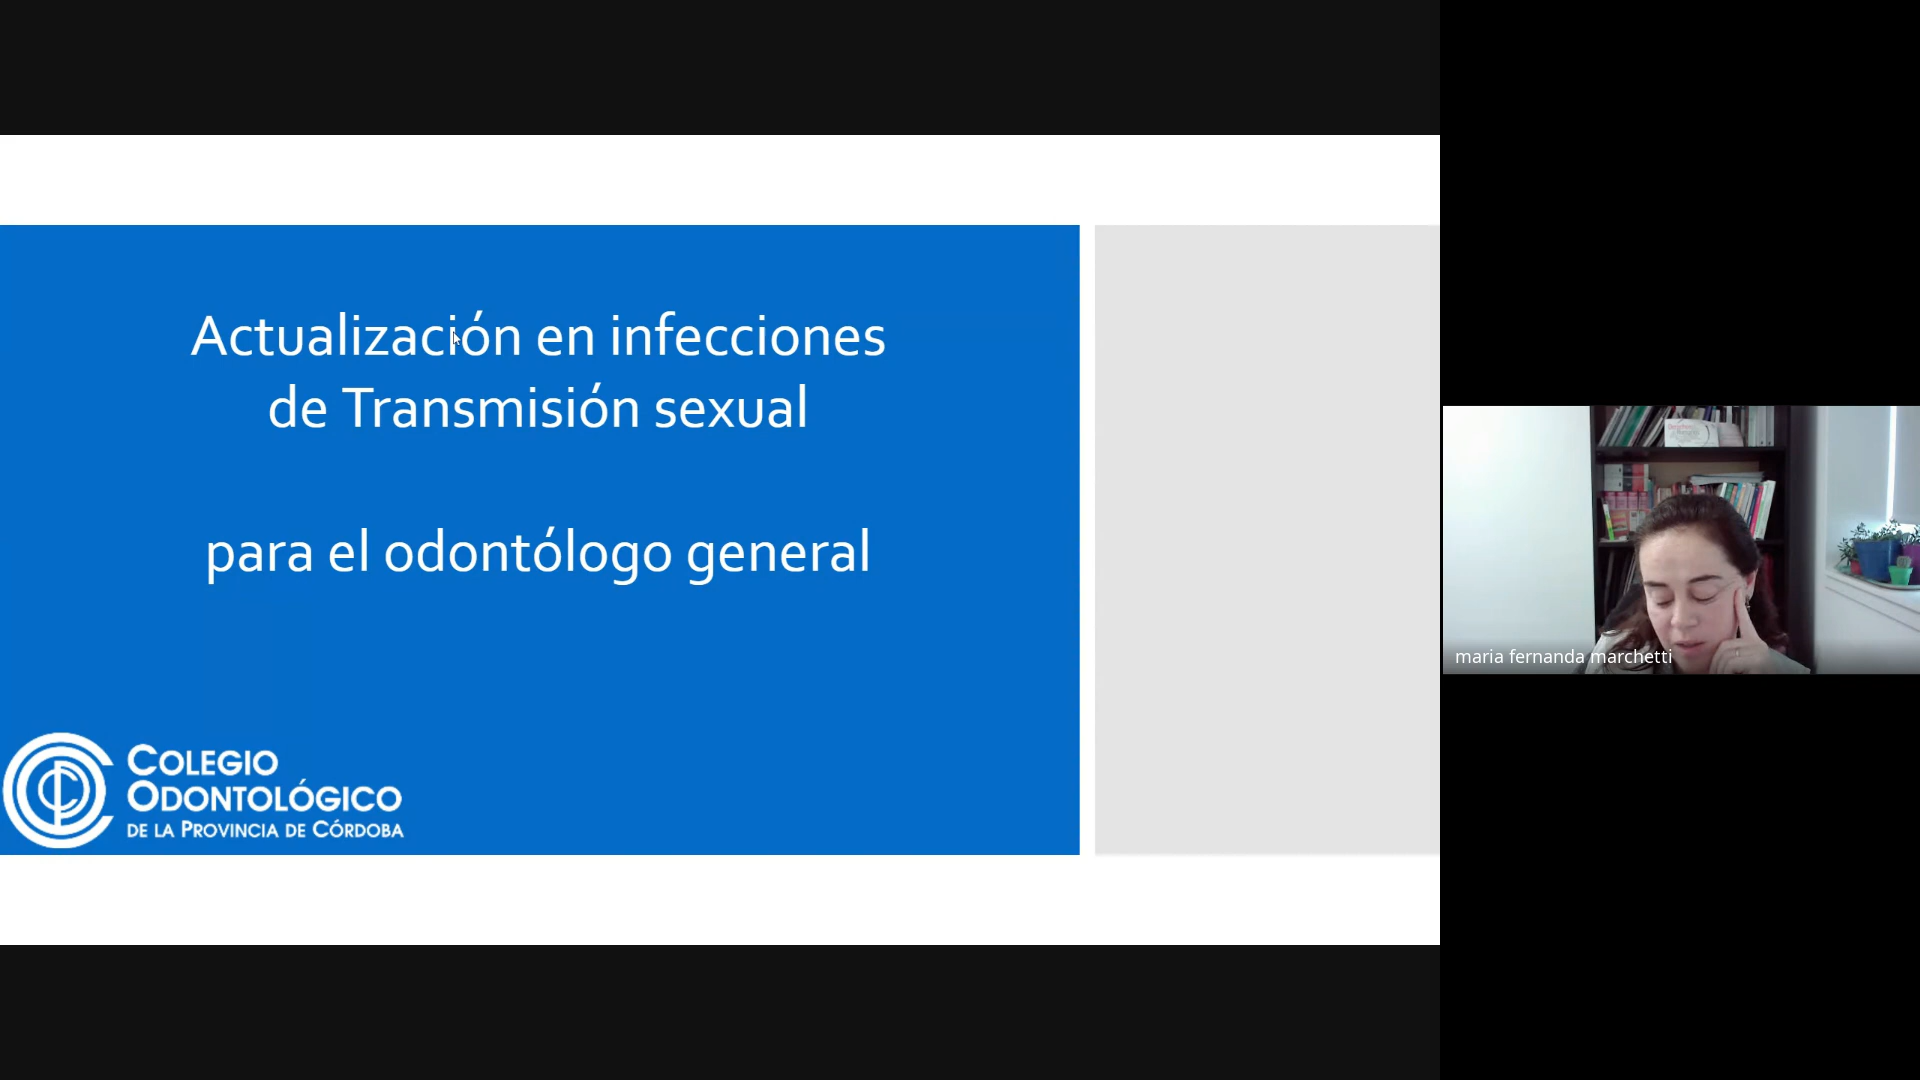 Actualización en infecciones
de Transmisión sexual
para el odontólogo general
COLEGIO
ODONTOLÓGICO
DE LA PROVINCIA DE CÓRDOBA
maria fernanda marchetti